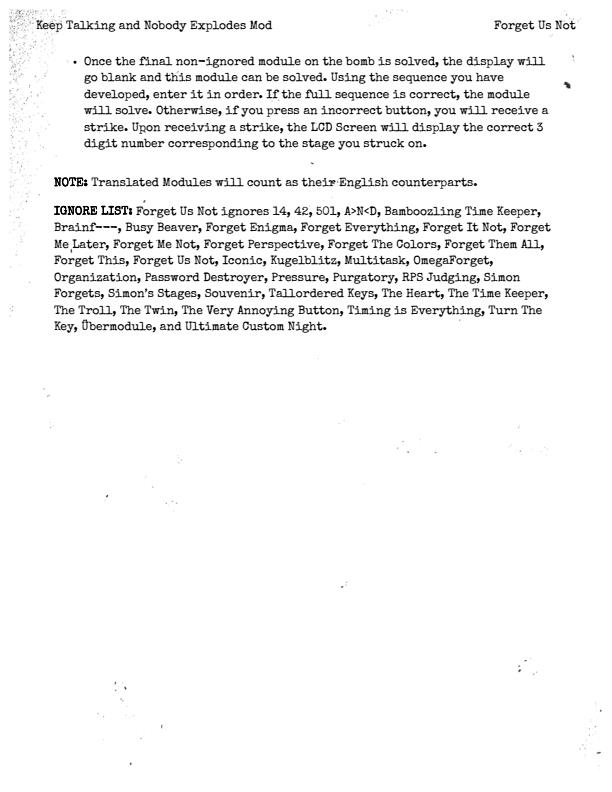 Keep Talking and Nobody Explodes Mod
Forget Us Not
• Once the final non-ignored module on the bomb is solved, the display will
go blank and this module can be solved. Using the sequence you have
developed, enter it in order. If the full sequence is correct, the module
will solve. Otherwise, if you press an incorrect button, you will receive a
strike. Upon receiving a strike, the LCD Screen will display the correct 3
digit number corresponding to the stage you struck on.
NOTE: Translated Modules will count as their English counterparts.
IGNORE LIST: Forget Us Not ignores 14, 42, 501, A>N<D, Bamboozling Time Keeper,
Brainf---, Busy Beaver, Forget Enigma, Forget Everything, Forget It Not, Forget
Me Later, Forget Me Not, Forget Perspective, Forget The Colors, Forget Them All,
Forget This, Forget Us Not, Iconic, Kugelblitz, Multitask, OmegaForget,
Organization, Password Destroyer, Pressure, Purgatory, RPS Judging, Simon
Forgets, Simon's Stages, Souvenir, Tallordered Keys, The Heart, The Time Keeper,
The Troll, The Twin, The Very Annoying Button, Timing is Everything, Turn The
Key, Übermodule, and Ultimate Custom Night.